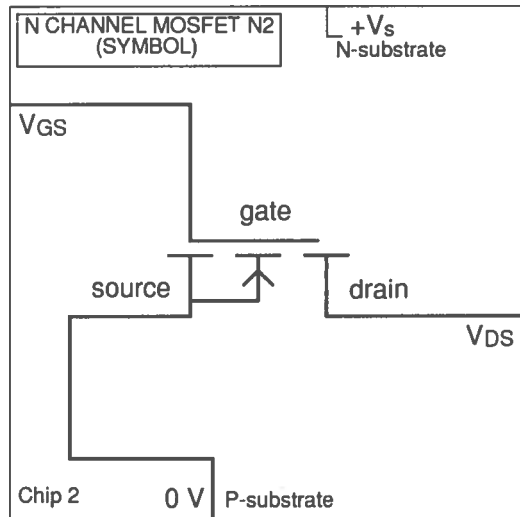 N CHANNEL MOSFET N2
(SYMBOL)
+Vs
N-substrate
VGS
gate
source
drain
VDS
Chip 2
0 V
P-substrate